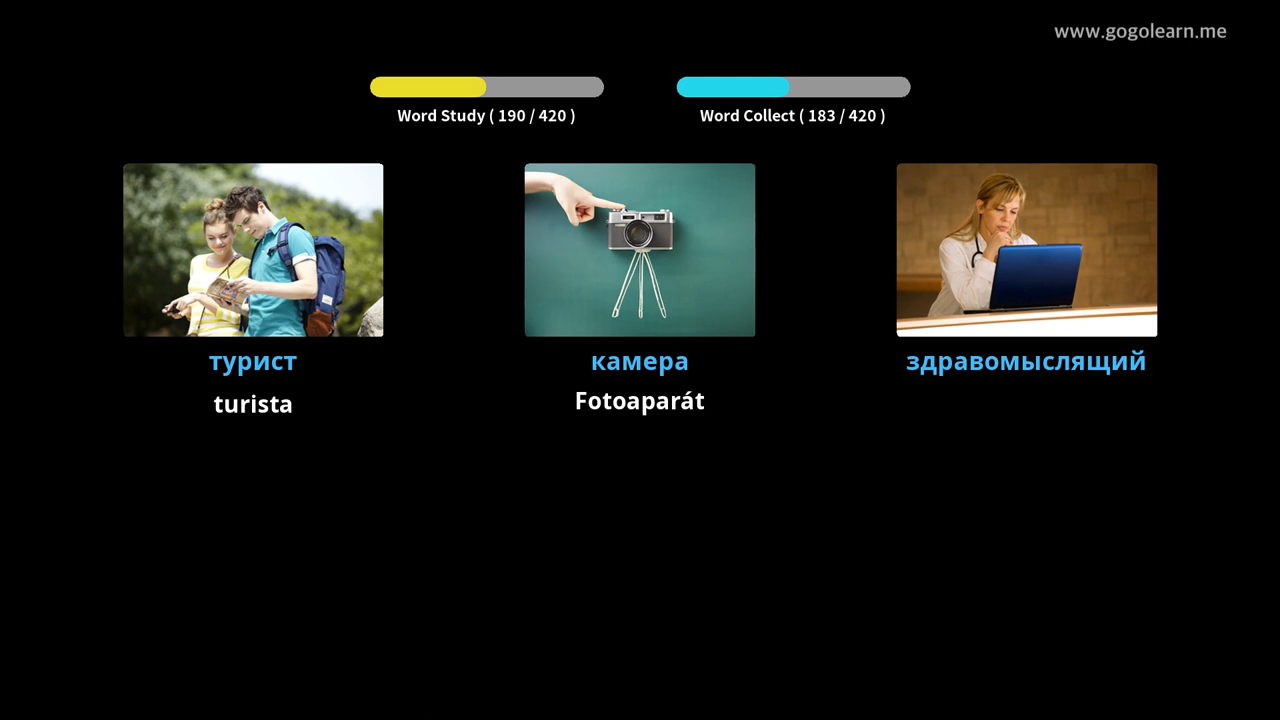 www.gogolearn.me
Word Study ( 190 / 420 )
Word Collect ( 183 / 420 )
турист
камера
здравомыслящий
turista
Fotoaparát